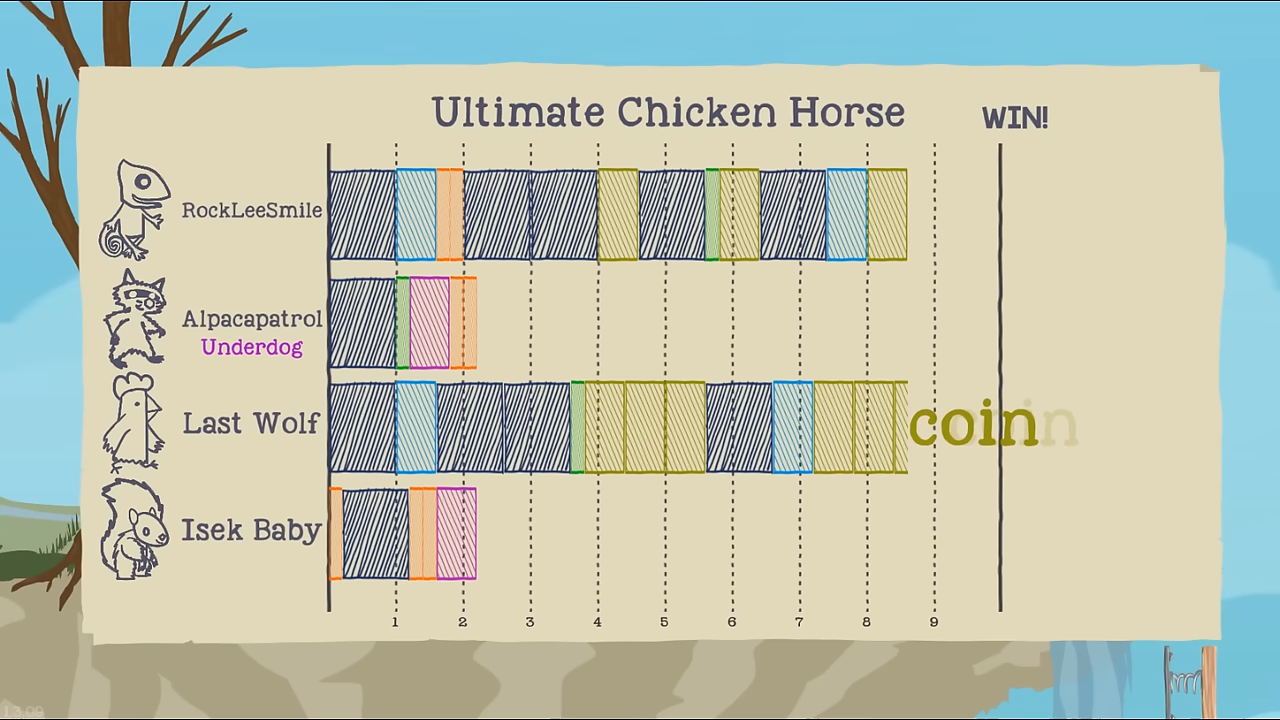 Ultimate Chicken Horse
WIN!
RockLeeSmile
Alpacapatrol
Underdog
Last Wolf
coin
Isek Baby
1 2 3 4 5 6 7 8 9